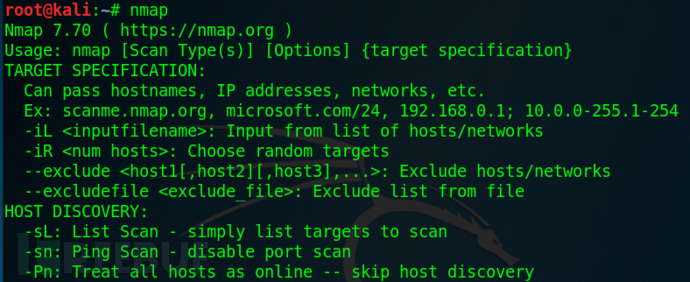 root@kali:~# nmap
Nmap 7.70 ( https://nmap.org )
Usage: nmap [Scan Type(s)] [Options] {target specification}
TARGET SPECIFICATION:
  Can pass hostnames, IP addresses, networks, etc.
  Ex: scanme.nmap.org, microsoft.com/24, 192.168.0.1; 10.0.0-255.1-254
  -iL <inputfilename>: Input from list of hosts/networks
  -iR <num hosts>: Choose random targets
  --exclude <host1[,host2][,host3],...>: Exclude hosts/networks
  --excludefile <exclude_file>: Exclude list from file
HOST DISCOVERY:
  -sL: List Scan - simply list targets to scan
  -sn: Ping Scan - disable port scan
  -Pn: Treat all hosts as online -- skip host discovery